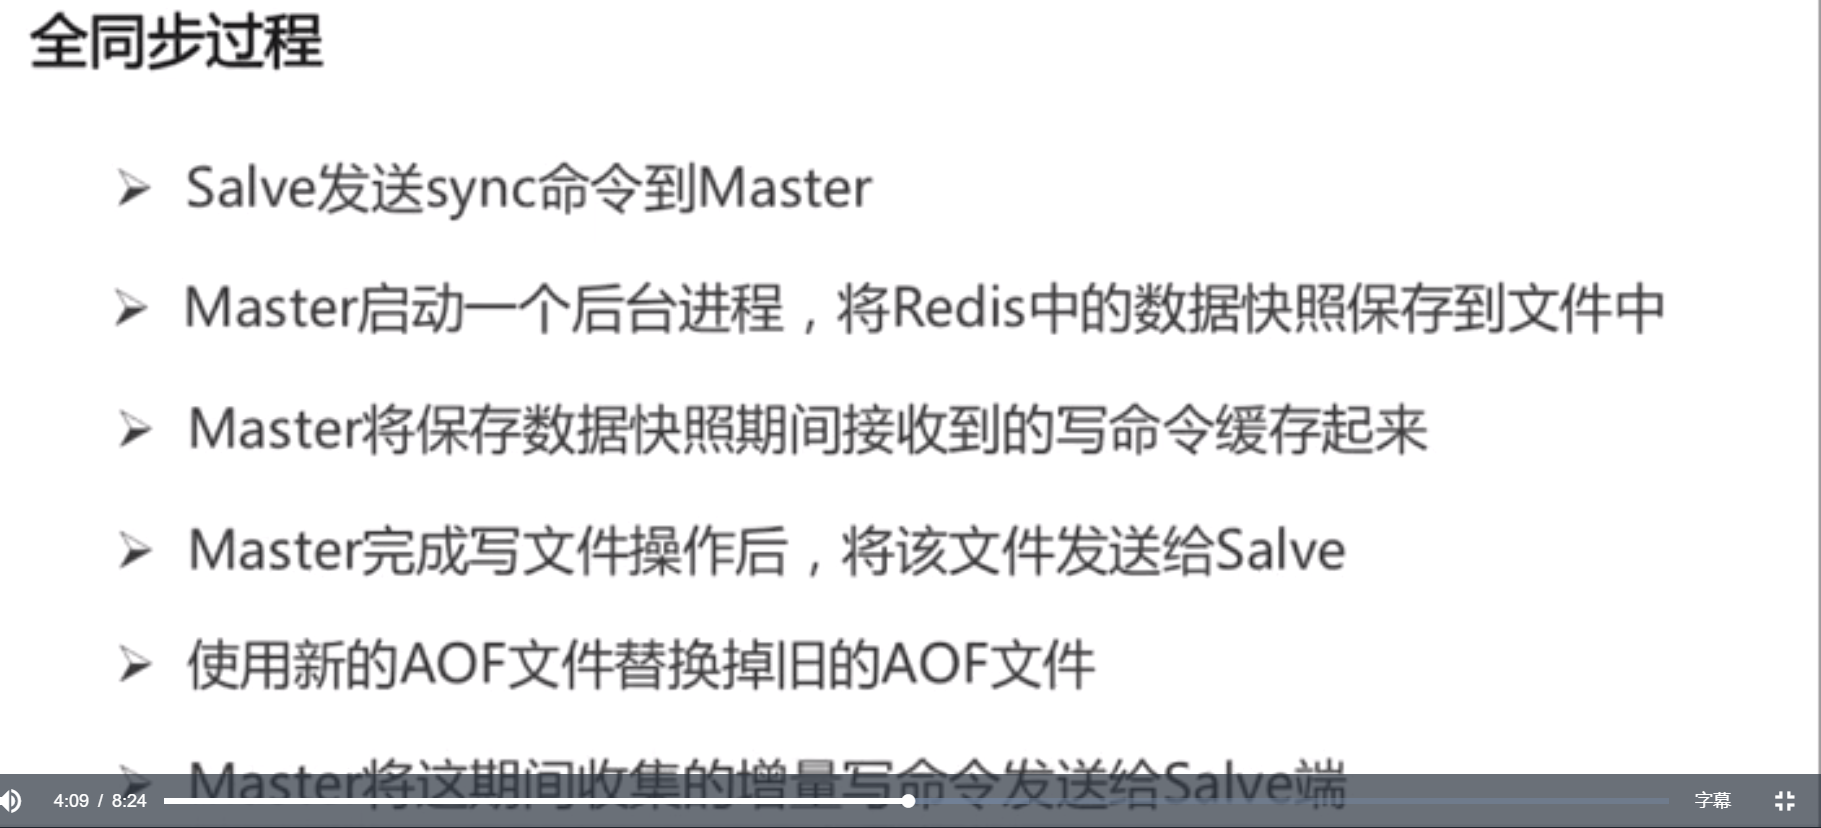 全同步过程
Salve发送sync命令到Master
Master启动一个后台进程，将Redis中的数据快照保存到文件中
Master将保存数据快照期间接收到的写命令缓存起来
Master完成写文件操作后，将该文件发送给Salve
使用新的AOF文件替换掉旧的AOF文件
Master将这期间收集的增量写命令发送给Salve端
4:09 / 8:24 字幕